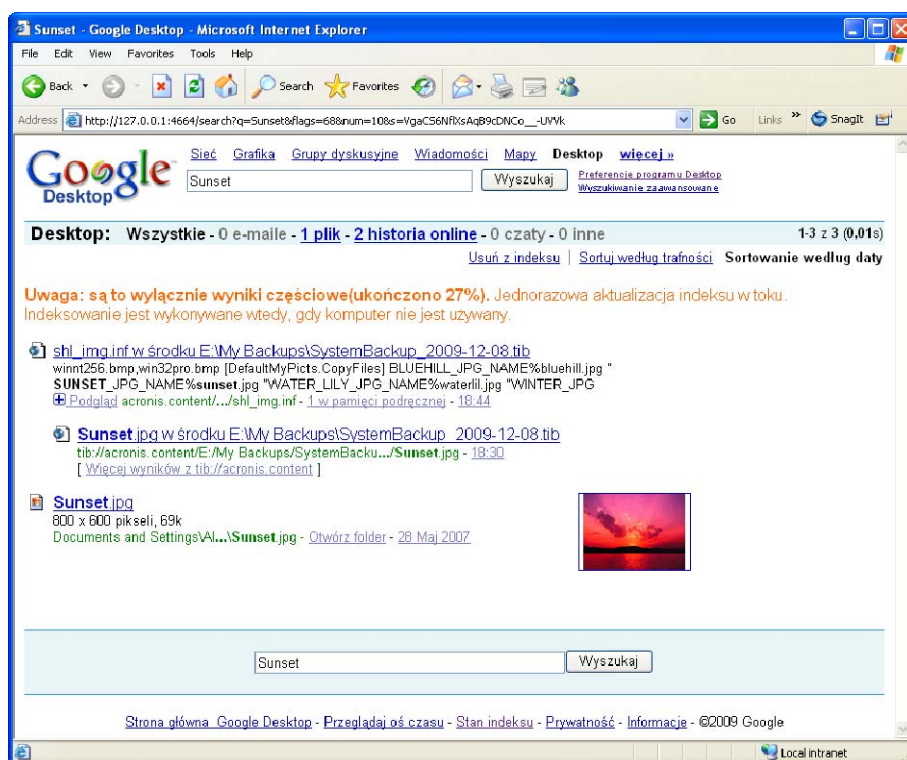 Sunset - Google Desktop - Microsoft Internet Explorer
File Edit View Favorites Tools Help
Back Search Favorites
Address http://127.0.0.1:4664/search?q=Sunset&flags=68&num=10&s=VgaCS6NflXsAqB9cDNCo__-UVVk Go Links » SnagIt
Google Desktop
Sieć Grafika Grupy dyskusyjne Wiadomości Mapy Desktop więcej »
Sunset Wyszukaj Preferencje programu Desktop
Wyszukiwanie zaawansowane
Desktop: Wszystkie - 0 e-maile - 1 plik - 2 historia online - 0 czaty - 0 inne 1-3 z 3 (0,01s)
Usuń z indeksu | Sortuj według trafności Sortowanie według daty
Uwaga: są to wyłącznie wyniki częściowe(ukończono 27%). Jednorazowa aktualizacja indeksu w toku.
Indeksowanie jest wykonywane wtedy, gdy komputer nie jest używany.
shl_img.inf w środku E:\My Backups\SystemBackup_2009-12-08.tib
winnt256.bmp,win32pro.bmp [DefaultMyPicts.CopyFiles] BLUEHILL_JPG_NAME%bluehill.jpg "
SUNSET_JPG_NAME%sunset.jpg "WATER_LILY_JPG_NAME%waterlil.jpg "WINTER_JPG
Podgląd acronis.content/.../shl_img.inf - 1 w pamięci podręcznej - 18:44
Sunset.jpg w środku E:\My Backups\SystemBackup_2009-12-08.tib
tib://acronis.content/E:/My Backups/SystemBacku.../Sunset.jpg - 18:30
[ Więcej wyników z tib://acronis.content ]
Sunset.jpg
800 x 600 pikseli, 69k
Documents and Settings\Al...\Sunset.jpg - Otwórz folder - 28 Maj 2007
Sunset Wyszukaj
Strona główna Google Desktop - Przeglądaj oś czasu - Stan indeksu - Prywatność - Informacje - ©2009 Google
Local intranet